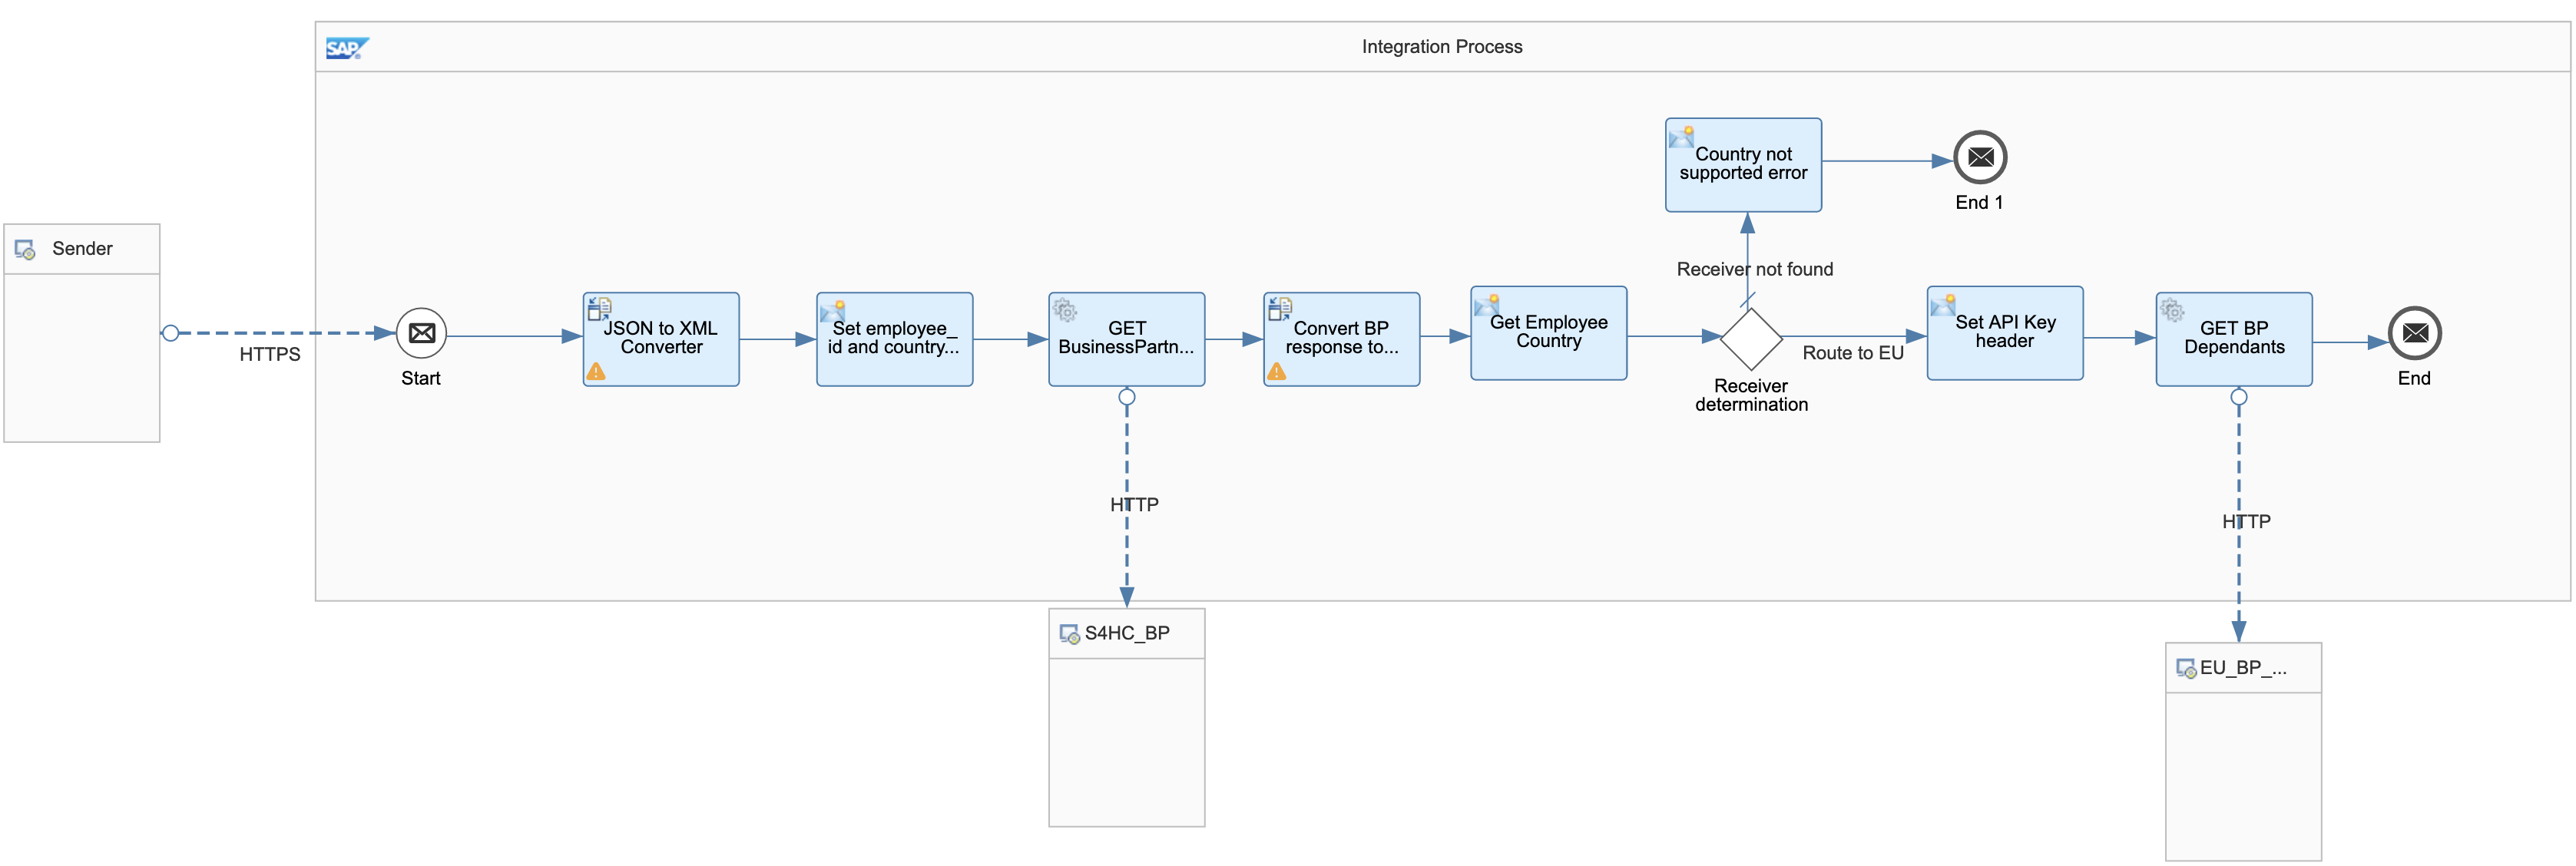 SAP
Integration Process
Country not
supported error
End 1
Sender
Receiver not found
HTTPS
Start
JSON to XML
Converter
Set employee_
id and country...
GET
BusinessPartn...
Convert BP
response to...
Get Employee
Country
Receiver
determination
Route to EU
Set API Key
header
GET BP
Dependants
End
HTTP
HTTP
S4HC_BP
EU_BP_...